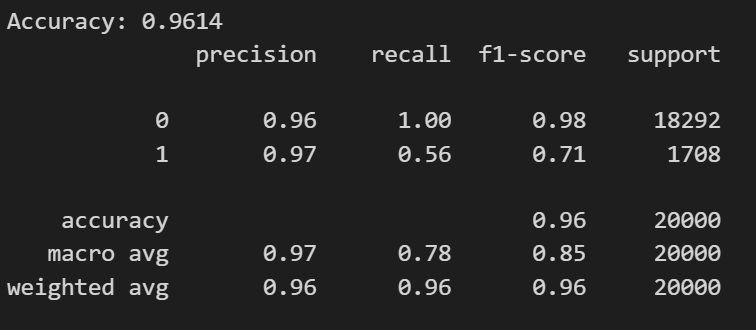 Accuracy: 0.9614
precision recall f1-score support
0 0.96 1.00 0.98 18292
1 0.97 0.56 0.71 1708
accuracy 0.96 20000
macro avg 0.97 0.78 0.85 20000
weighted avg 0.96 0.96 0.96 20000